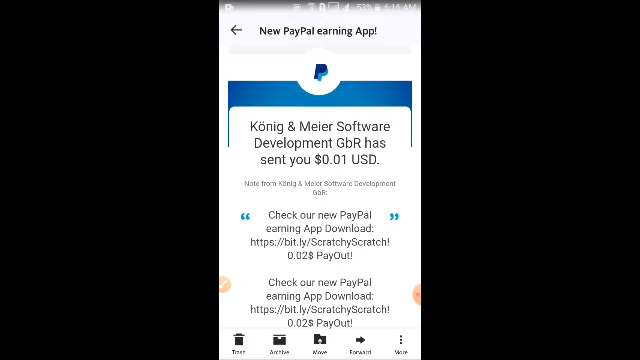 53% 6:16 AM
New PayPal earning App!
König & Meier Software
Development GbR has
sent you $0.01 USD.
Note from König & Meier Software Development
GbR:
“ Check our new PayPal ”
earning App Download:
https://bit.ly/ScratchyScratch!
0.02$ PayOut!
Check our new PayPal
earning App Download:
https://bit.ly/ScratchyScratch!
0.02$ PayOut!
Trash Archive Move Forward More